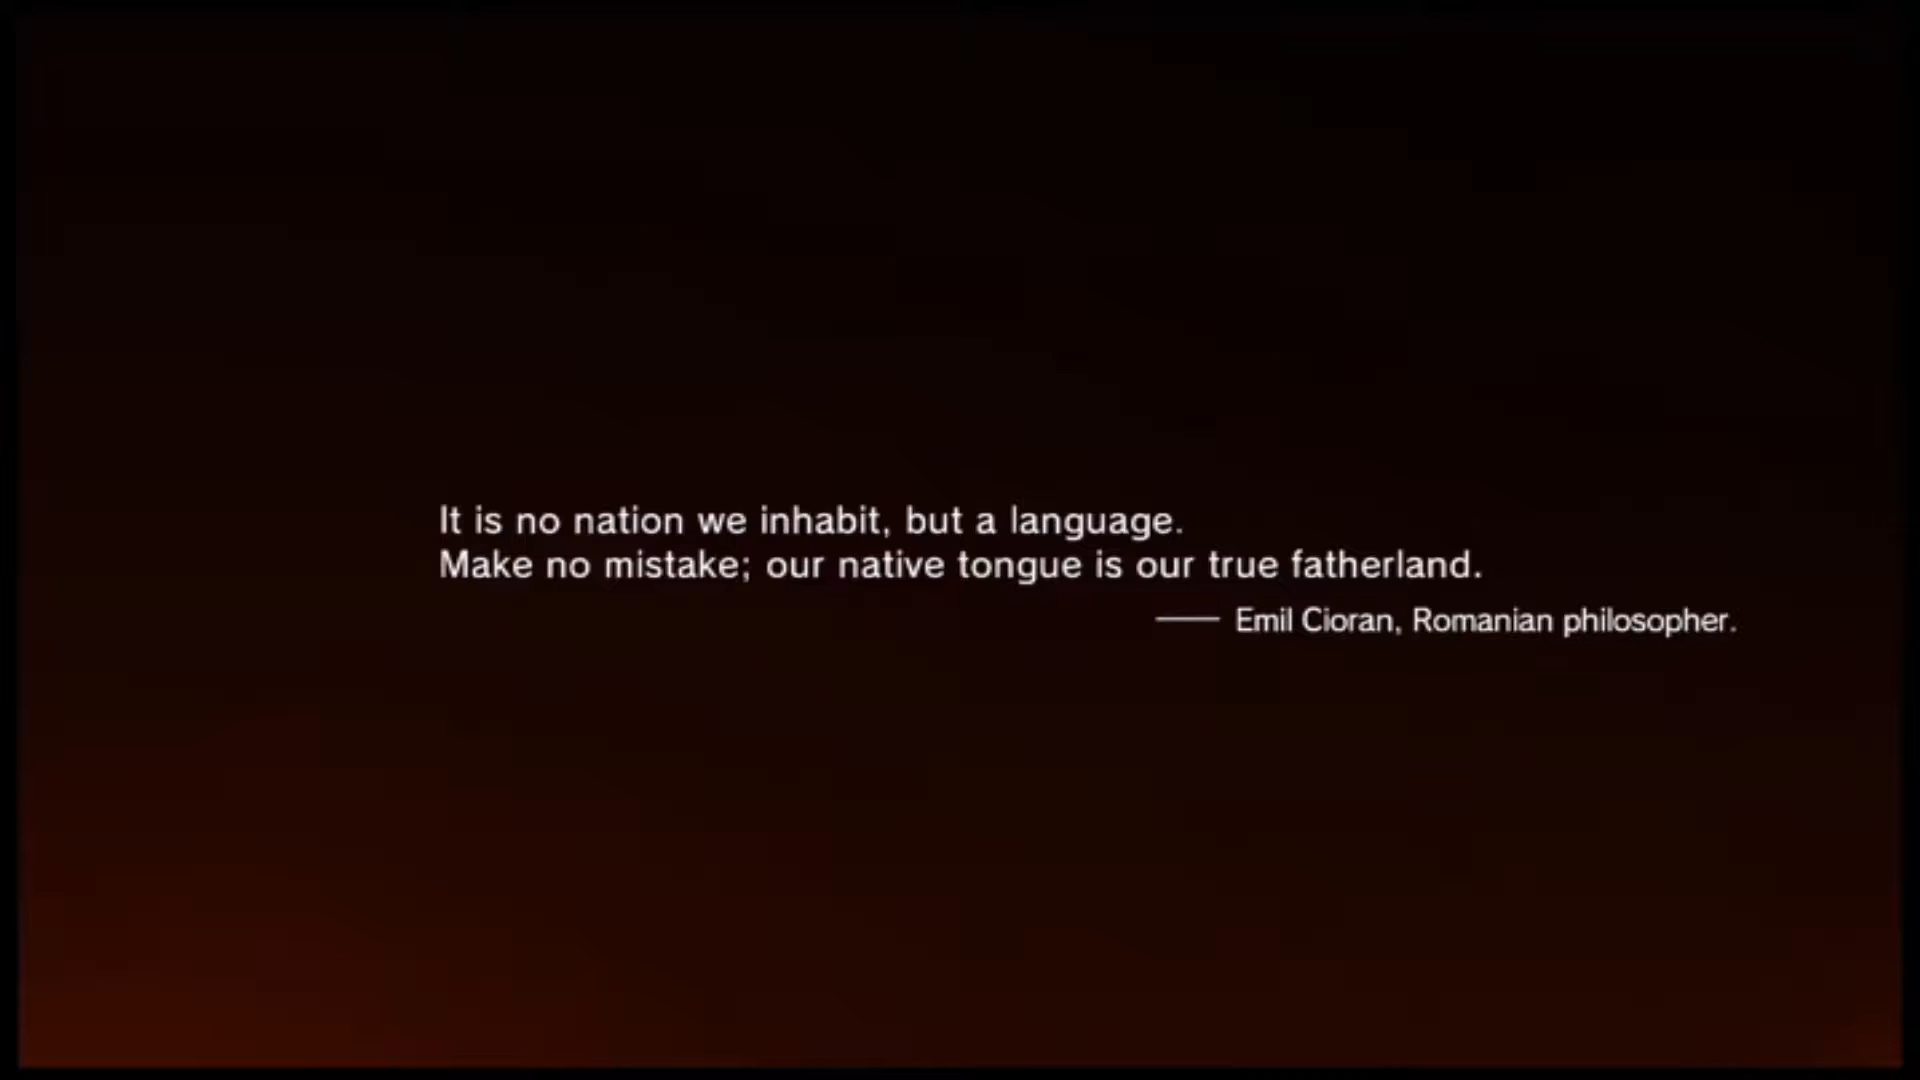 It is no nation we inhabit, but a language.
Make no mistake; our native tongue is our true fatherland.
—— Emil Cioran, Romanian philosopher.